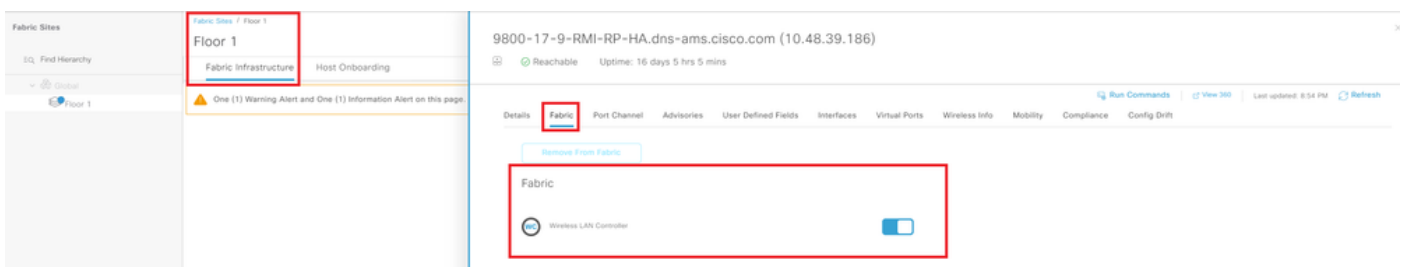 Fabric Sites
Find Hierarchy
Global
Floor 1
Fabric Sites / Floor 1
Floor 1
Fabric Infrastructure
Host Onboarding
One (1) Warning Alert and One (1) Information Alert on this page.
9800-17-9-RMI-RP-HA.dns-ams.cisco.com (10.48.39.186)
Reachable Uptime: 16 days 5 hrs 5 mins
Run Commands View 360 Last updated: 8:54 PM Refresh
Details Fabric Port Channel Advisories User Defined Fields Interfaces Virtual Ports Wireless Info Mobility Compliance Config Drift
Remove From Fabric
Fabric
WC Wireless LAN Controller